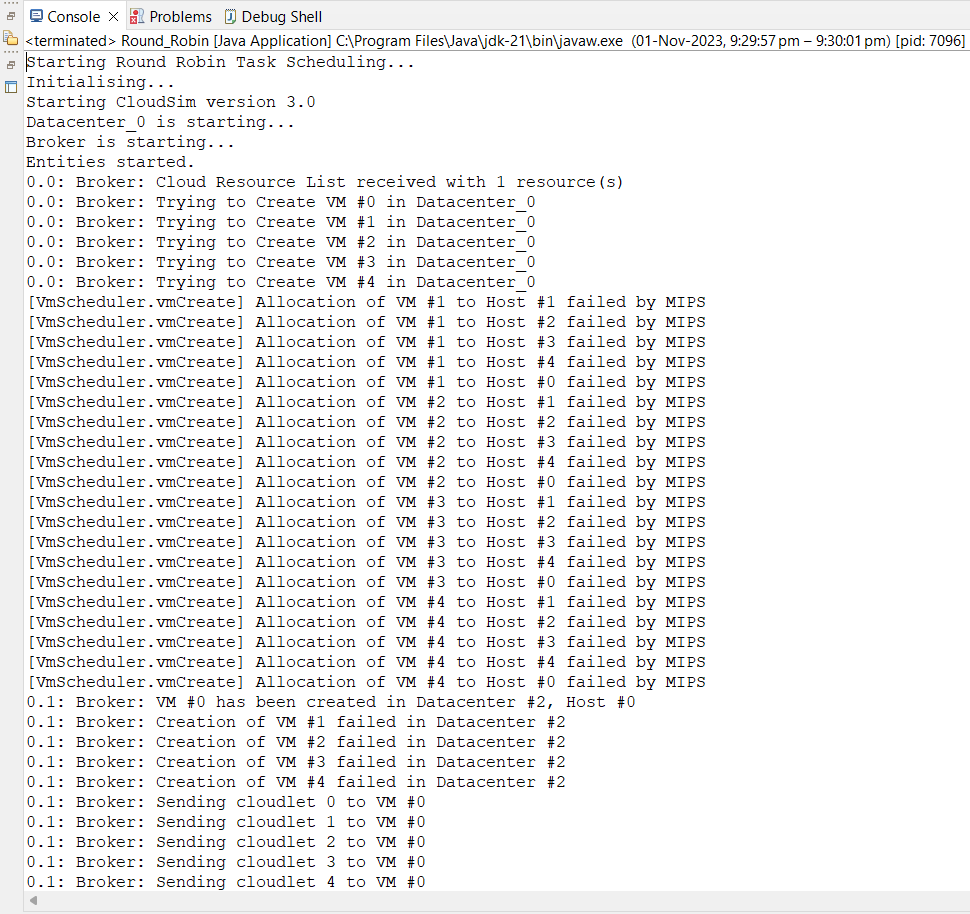 Console Problems Debug Shell
<terminated> Round_Robin [Java Application] C:\Program Files\Java\jdk-21\bin\javaw.exe (01-Nov-2023, 9:29:57 pm – 9:30:01 pm) [pid: 7096]
Starting Round Robin Task Scheduling...
Initialising...
Starting CloudSim version 3.0
Datacenter_0 is starting...
Broker is starting...
Entities started.
0.0: Broker: Cloud Resource List received with 1 resource(s)
0.0: Broker: Trying to Create VM #0 in Datacenter_0
0.0: Broker: Trying to Create VM #1 in Datacenter_0
0.0: Broker: Trying to Create VM #2 in Datacenter_0
0.0: Broker: Trying to Create VM #3 in Datacenter_0
0.0: Broker: Trying to Create VM #4 in Datacenter_0
[VmScheduler.vmCreate] Allocation of VM #1 to Host #1 failed by MIPS
[VmScheduler.vmCreate] Allocation of VM #1 to Host #2 failed by MIPS
[VmScheduler.vmCreate] Allocation of VM #1 to Host #3 failed by MIPS
[VmScheduler.vmCreate] Allocation of VM #1 to Host #4 failed by MIPS
[VmScheduler.vmCreate] Allocation of VM #1 to Host #0 failed by MIPS
[VmScheduler.vmCreate] Allocation of VM #2 to Host #1 failed by MIPS
[VmScheduler.vmCreate] Allocation of VM #2 to Host #2 failed by MIPS
[VmScheduler.vmCreate] Allocation of VM #2 to Host #3 failed by MIPS
[VmScheduler.vmCreate] Allocation of VM #2 to Host #4 failed by MIPS
[VmScheduler.vmCreate] Allocation of VM #2 to Host #0 failed by MIPS
[VmScheduler.vmCreate] Allocation of VM #3 to Host #1 failed by MIPS
[VmScheduler.vmCreate] Allocation of VM #3 to Host #2 failed by MIPS
[VmScheduler.vmCreate] Allocation of VM #3 to Host #3 failed by MIPS
[VmScheduler.vmCreate] Allocation of VM #3 to Host #4 failed by MIPS
[VmScheduler.vmCreate] Allocation of VM #3 to Host #0 failed by MIPS
[VmScheduler.vmCreate] Allocation of VM #4 to Host #1 failed by MIPS
[VmScheduler.vmCreate] Allocation of VM #4 to Host #2 failed by MIPS
[VmScheduler.vmCreate] Allocation of VM #4 to Host #3 failed by MIPS
[VmScheduler.vmCreate] Allocation of VM #4 to Host #4 failed by MIPS
[VmScheduler.vmCreate] Allocation of VM #4 to Host #0 failed by MIPS
0.1: Broker: VM #0 has been created in Datacenter #2, Host #0
0.1: Broker: Creation of VM #1 failed in Datacenter #2
0.1: Broker: Creation of VM #2 failed in Datacenter #2
0.1: Broker: Creation of VM #3 failed in Datacenter #2
0.1: Broker: Creation of VM #4 failed in Datacenter #2
0.1: Broker: Sending cloudlet 0 to VM #0
0.1: Broker: Sending cloudlet 1 to VM #0
0.1: Broker: Sending cloudlet 2 to VM #0
0.1: Broker: Sending cloudlet 3 to VM #0
0.1: Broker: Sending cloudlet 4 to VM #0